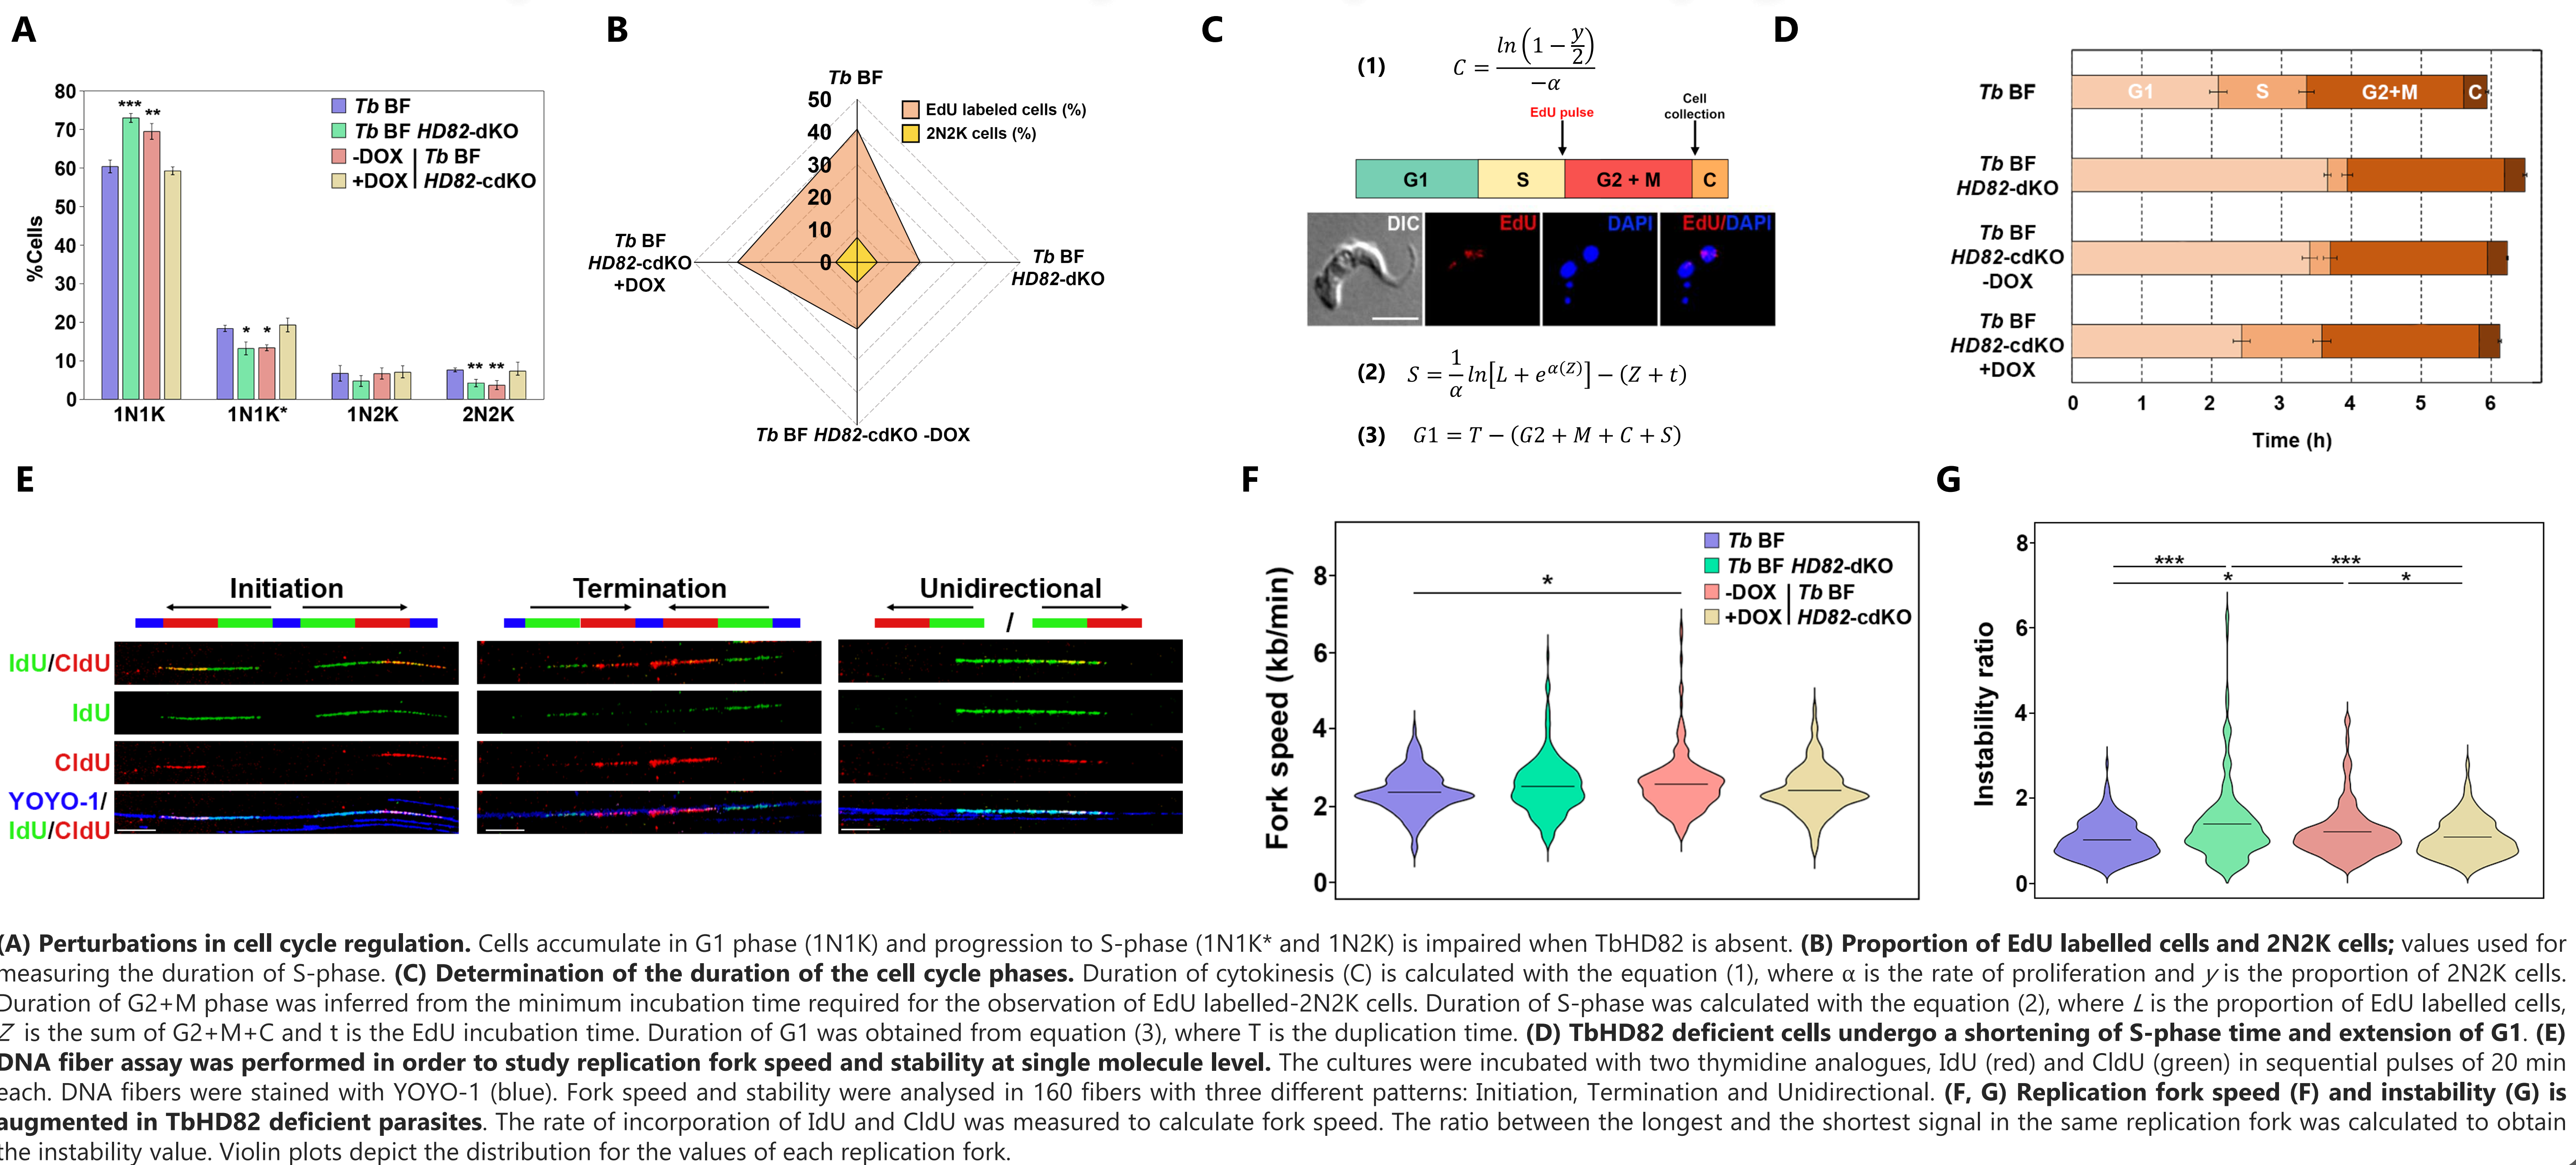 A
%Cells
80
70
60
50
40
30
20
10
0
*** **
* *
** **
Tb BF
Tb BF HD82-dKO
-DOX | Tb BF
+DOX | HD82-cdKO
1N1K 1N1K* 1N2K 2N2K
B
Tb BF
50
40
30
20
10
0
EdU labeled cells (%)
2N2K cells (%)
Tb BF
HD82-cdKO
+DOX
Tb BF
HD82-dKO
Tb BF HD82-cdKO -DOX
C
(1) C = ln(1 − y/2) / −α
EdU pulse
Cell
collection
G1 S G2 + M C
DIC EdU DAPI EdU/DAPI
(2) S = 1/α ln[L + e^α(Z)] − (Z + t)
(3) G1 = T − (G2 + M + C + S)
D
Tb BF
G1 S G2+M C
Tb BF
HD82-dKO
Tb BF
HD82-cdKO
-DOX
Tb BF
HD82-cdKO
+DOX
0 1 2 3 4 5 6
Time (h)
E
Initiation Termination Unidirectional
/
IdU/CldU
IdU
CldU
YOYO-1/
IdU/CldU
F
Fork speed (kb/min)
8
6
4
2
0
*
Tb BF
Tb BF HD82-dKO
-DOX | Tb BF
+DOX | HD82-cdKO
G
Instability ratio
8
6
4
2
0
*** ***
* *
(A) Perturbations in cell cycle regulation. Cells accumulate in G1 phase (1N1K) and progression to S-phase (1N1K* and 1N2K) is impaired when TbHD82 is absent. (B) Proportion of EdU labelled cells and 2N2K cells; values used for
measuring the duration of S-phase. (C) Determination of the duration of the cell cycle phases. Duration of cytokinesis (C) is calculated with the equation (1), where α is the rate of proliferation and y is the proportion of 2N2K cells.
Duration of G2+M phase was inferred from the minimum incubation time required for the observation of EdU labelled-2N2K cells. Duration of S-phase was calculated with the equation (2), where L is the proportion of EdU labelled cells,
Z is the sum of G2+M+C and t is the EdU incubation time. Duration of G1 was obtained from equation (3), where T is the duplication time. (D) TbHD82 deficient cells undergo a shortening of S-phase time and extension of G1. (E)
DNA fiber assay was performed in order to study replication fork speed and stability at single molecule level. The cultures were incubated with two thymidine analogues, IdU (red) and CldU (green) in sequential pulses of 20 min
each. DNA fibers were stained with YOYO-1 (blue). Fork speed and stability were analysed in 160 fibers with three different patterns: Initiation, Termination and Unidirectional. (F, G) Replication fork speed (F) and instability (G) is
augmented in TbHD82 deficient parasites. The rate of incorporation of IdU and CldU was measured to calculate fork speed. The ratio between the longest and the shortest signal in the same replication fork was calculated to obtain
the instability value. Violin plots depict the distribution for the values of each replication fork.